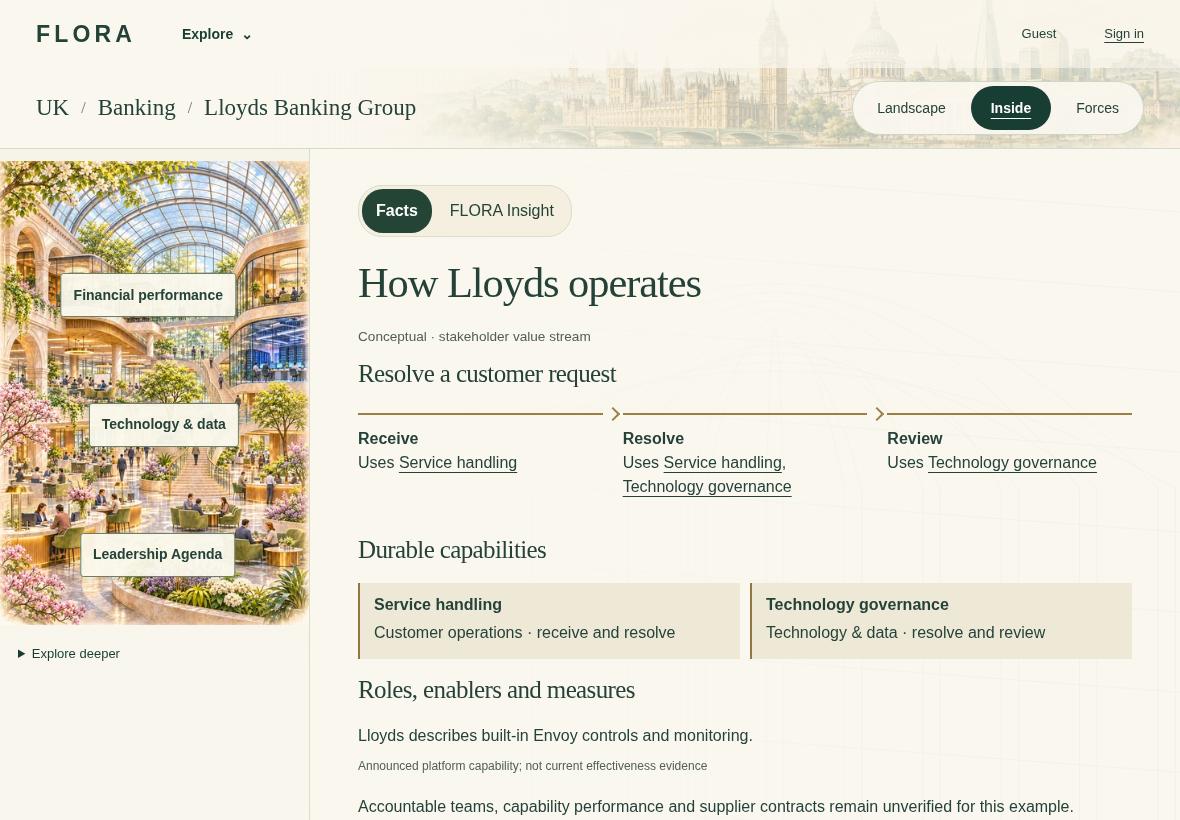 FLORA
Explore
Guest
Sign in
UK / Banking / Lloyds Banking Group
Landscape
Inside
Forces
Financial performance
Technology & data
Leadership Agenda
Explore deeper
Facts
FLORA Insight
How Lloyds operates
Conceptual · stakeholder value stream
Resolve a customer request
Receive
Uses Service handling
Resolve
Uses Service handling,
Technology governance
Review
Uses Technology governance
Durable capabilities
Service handling
Customer operations · receive and resolve
Technology governance
Technology & data · resolve and review
Roles, enablers and measures
Lloyds describes built-in Envoy controls and monitoring.
Announced platform capability; not current effectiveness evidence
Accountable teams, capability performance and supplier contracts remain unverified for this example.